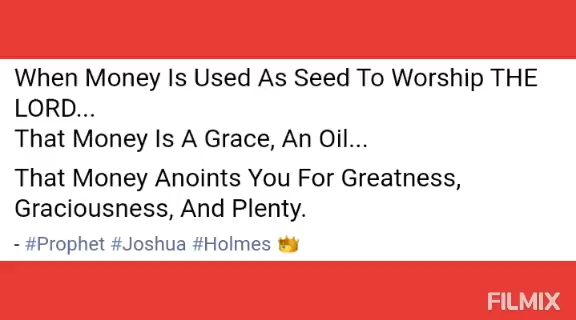 When Money Is Used As Seed To Worship THE
LORD...
That Money Is A Grace, An Oil...
That Money Anoints You For Greatness,
Graciousness, And Plenty.
- #Prophet #Joshua #Holmes 👑
FILMIX